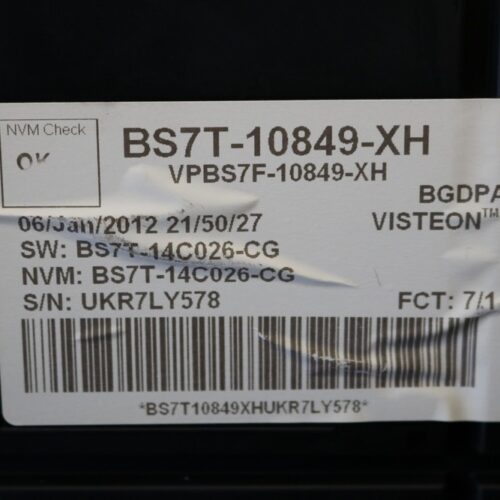 NVM Check
OK
BS7T-10849-XH
VPBS7F-10849-XH
BGDPA
06/Jan/2012 21/50/27
VISTEON™
SW: BS7T-14C026-CG
NVM: BS7T-14C026-CG
S/N: UKR7LY578
FCT: 7/1
*BS7T10849XHUKR7LY578*